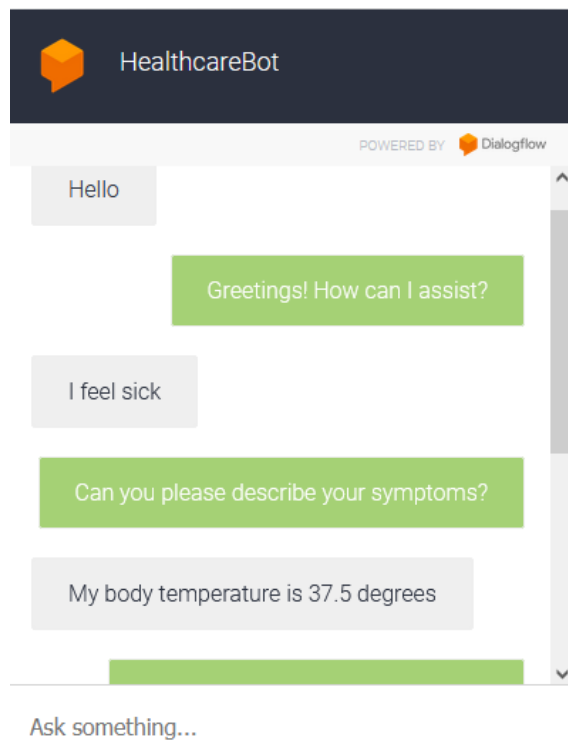 HealthcareBot
POWERED BY Dialogflow
Hello
Greetings! How can I assist?
I feel sick
Can you please describe your symptoms?
My body temperature is 37.5 degrees
Ask something...